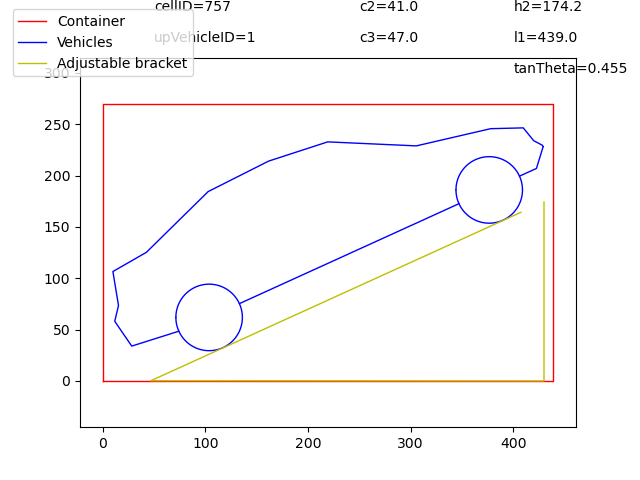 cellID=757 c2=41.0 h2=174.2
Container
upVehicleID=1 c3=47.0 l1=439.0
Vehicles
Adjustable bracket
tanTheta=0.455
300
250
200
150
100
50
0
0 100 200 300 400